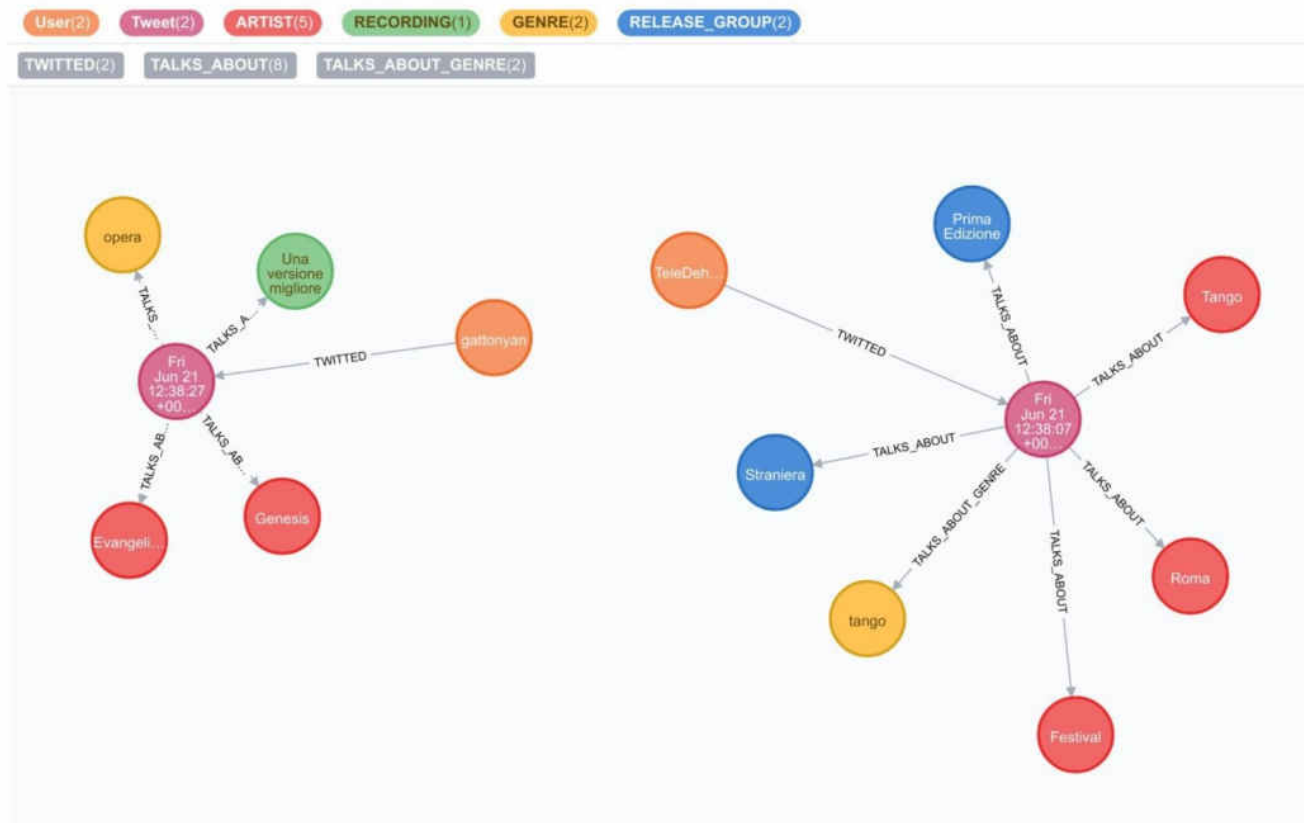 User(2) Tweet(2) ARTIST(5) RECORDING(1) GENRE(2) RELEASE_GROUP(2)
TWITTED(2) TALKS_ABOUT(8) TALKS_ABOUT_GENRE(2)
opera
Una
versione
migliore
TALKS_...
TALKS_A...
gattonyan
TWITTED
Fri
Jun 21
12:38:27
+00...
TALKS_AB...
TALKS_AB...
Evangeli...
Genesis
Prima
Edizione
TeleDeh...
Tango
TWITTED
TALKS_ABOUT
TALKS_ABOUT
Fri
Jun 21
12:38:07
+00...
TALKS_ABOUT
Straniera
TALKS_ABOUT_GENRE
TALKS_ABOUT
TALKS_ABOUT
Roma
tango
Festival